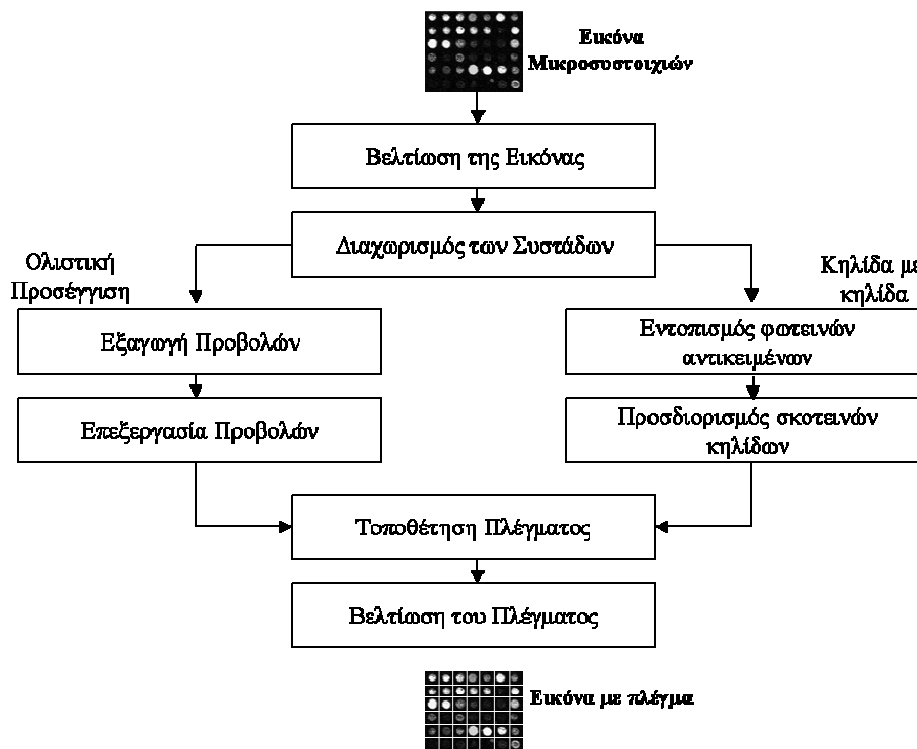 Εικόνα
Μικροσυστοιχιών
Βελτίωση της Εικόνας
Διαχωρισμός των Συστάδων
Ολιστική
Προσέγγιση
Κηλίδα με
κηλίδα
Εξαγωγή Προβολών
Εντοπισμός φωτεινών
αντικειμένων
Επεξεργασία Προβολών
Προσδιορισμός σκοτεινών
κηλίδων
Τοποθέτηση Πλέγματος
Βελτίωση του Πλέγματος
Εικόνα με πλέγμα